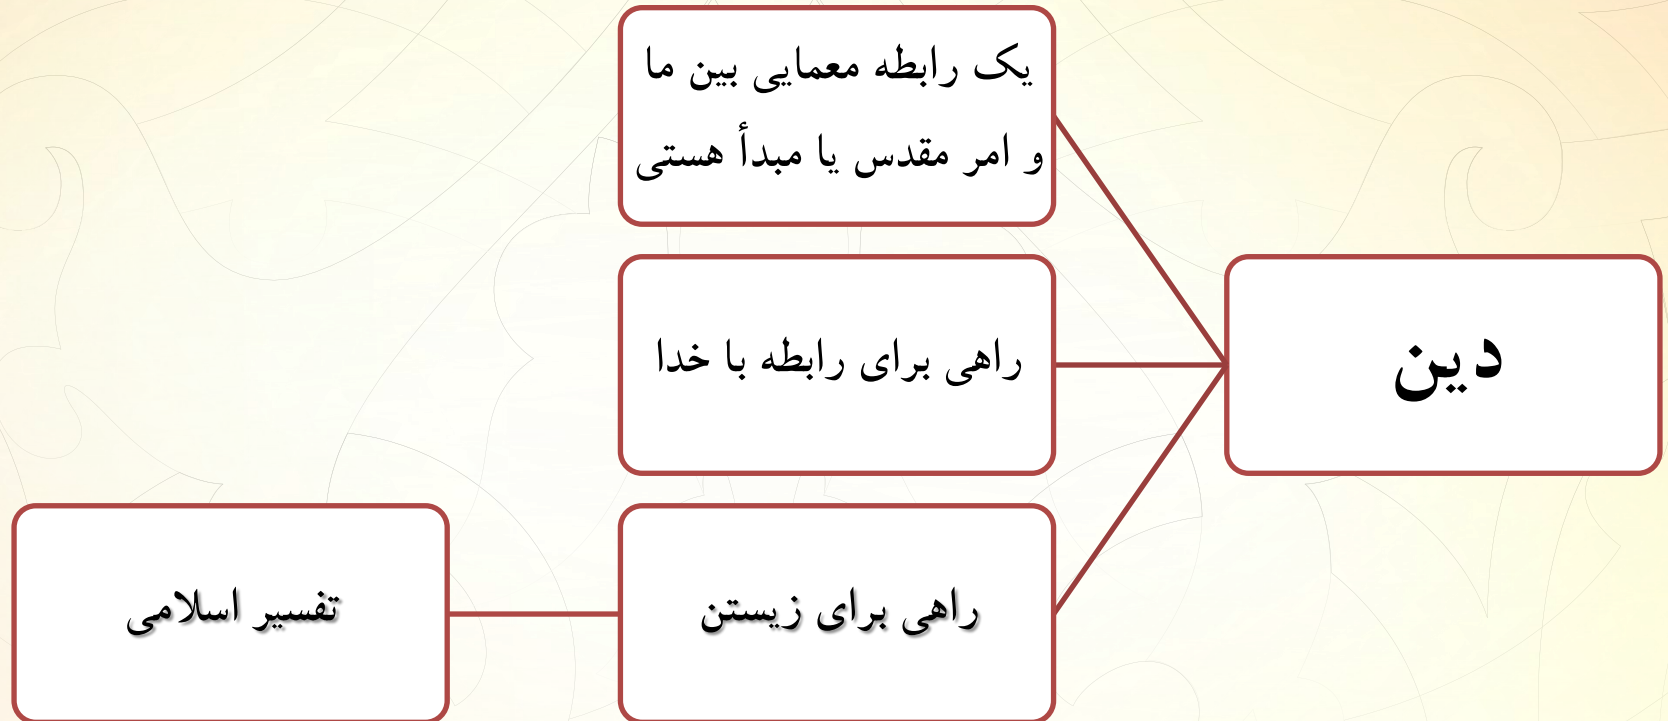 دین
یک رابطه معمایی بین ما
و امر مقدس یا مبدأ هستی
راهی برای رابطه با خدا
راهی برای زیستن
تفسیر اسلامی